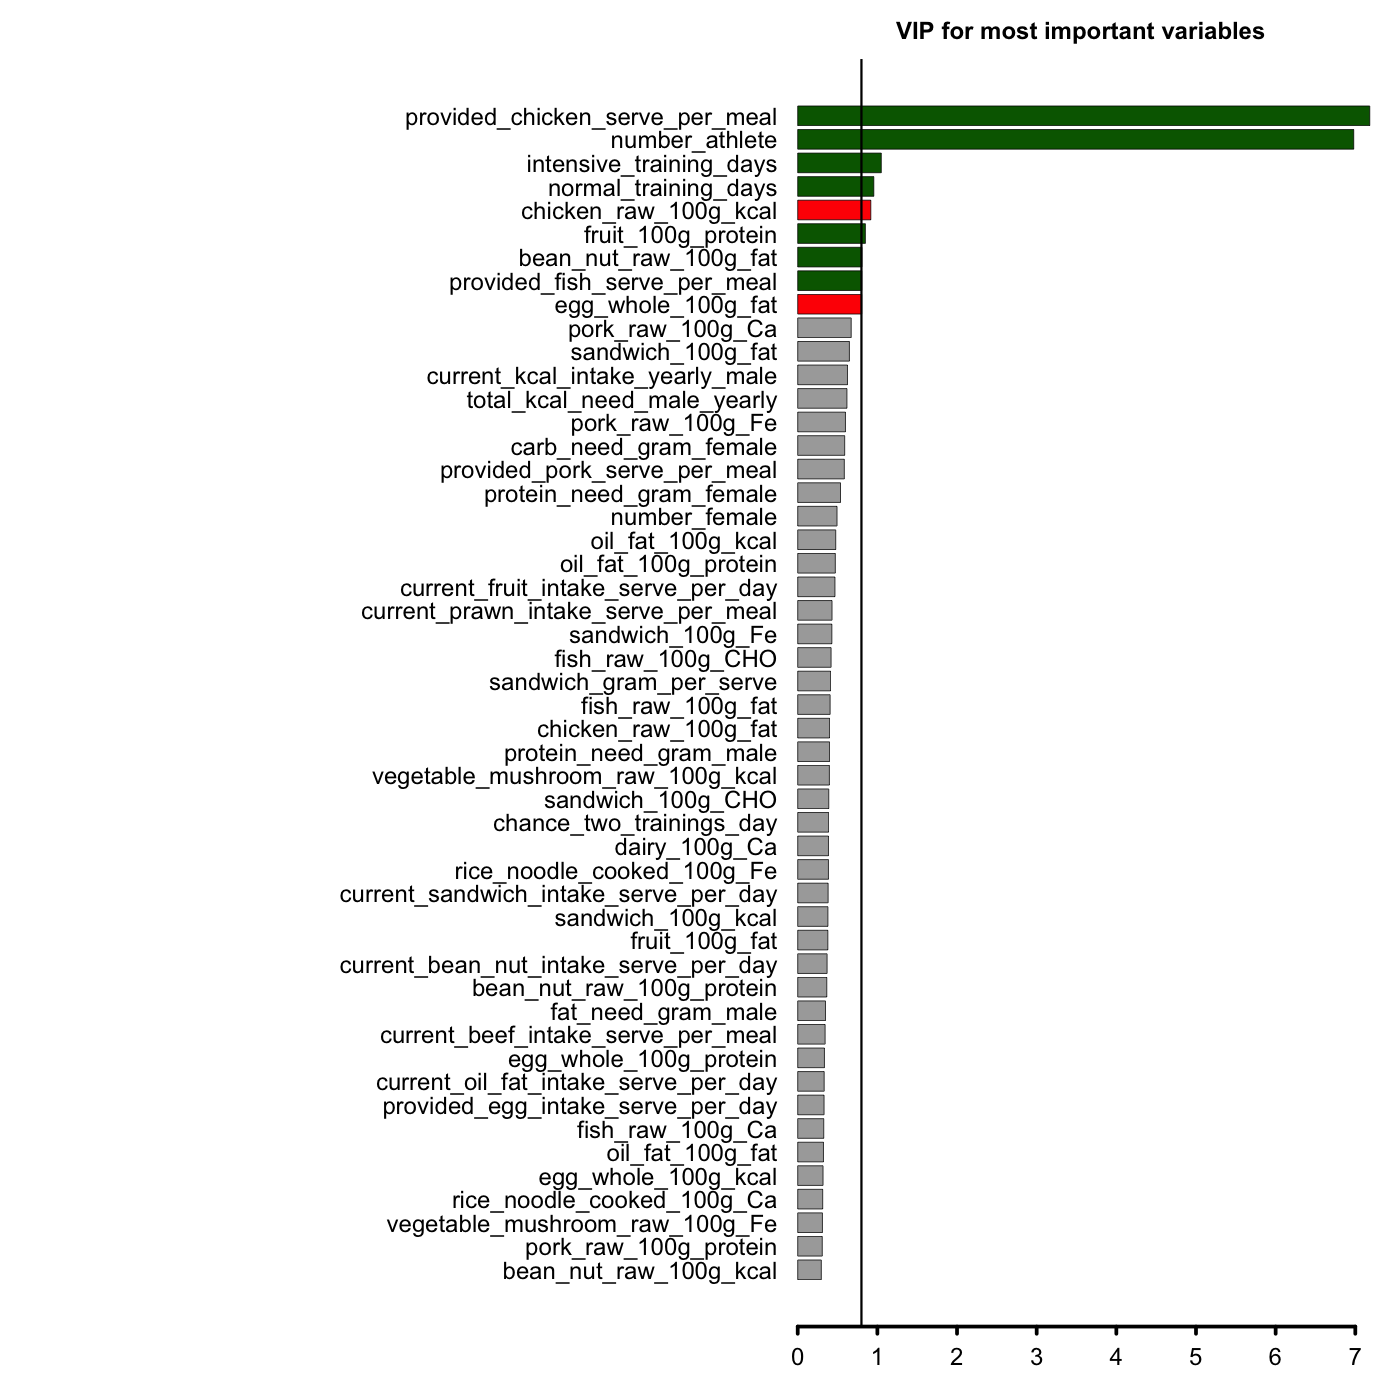 VIP for most important variables
provided_chicken_serve_per_meal
number_athlete
intensive_training_days
normal_training_days
chicken_raw_100g_kcal
fruit_100g_protein
bean_nut_raw_100g_fat
provided_fish_serve_per_meal
egg_whole_100g_fat
pork_raw_100g_Ca
sandwich_100g_fat
current_kcal_intake_yearly_male
total_kcal_need_male_yearly
pork_raw_100g_Fe
carb_need_gram_female
provided_pork_serve_per_meal
protein_need_gram_female
number_female
oil_fat_100g_kcal
oil_fat_100g_protein
current_fruit_intake_serve_per_day
current_prawn_intake_serve_per_meal
sandwich_100g_Fe
fish_raw_100g_CHO
sandwich_gram_per_serve
fish_raw_100g_fat
chicken_raw_100g_fat
protein_need_gram_male
vegetable_mushroom_raw_100g_kcal
sandwich_100g_CHO
chance_two_trainings_day
dairy_100g_Ca
rice_noodle_cooked_100g_Fe
current_sandwich_intake_serve_per_day
sandwich_100g_kcal
fruit_100g_fat
current_bean_nut_intake_serve_per_day
bean_nut_raw_100g_protein
fat_need_gram_male
current_beef_intake_serve_per_meal
egg_whole_100g_protein
current_oil_fat_intake_serve_per_day
provided_egg_intake_serve_per_day
fish_raw_100g_Ca
oil_fat_100g_fat
egg_whole_100g_kcal
rice_noodle_cooked_100g_Ca
vegetable_mushroom_raw_100g_Fe
pork_raw_100g_protein
bean_nut_raw_100g_kcal
0 1 2 3 4 5 6 7